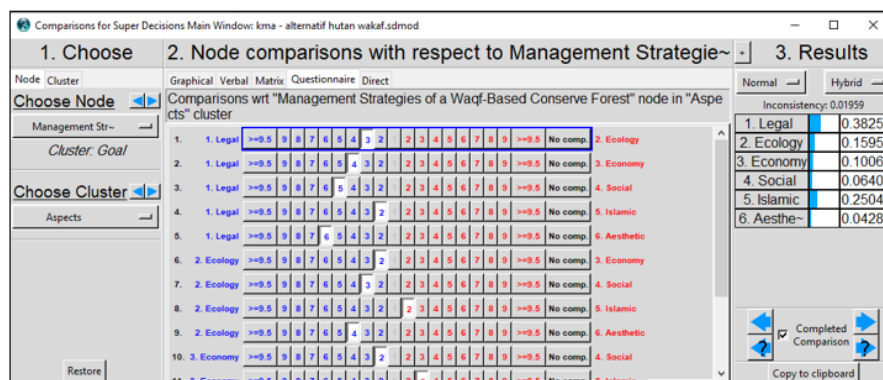 Comparisons for Super Decisions Main Window: kma - alternatif hutan wakaf.sdmod
1. Choose
Node Cluster
Choose Node
Management Str~
Cluster: Goal
Choose Cluster
Aspects
Restore
2. Node comparisons with respect to Management Strategie~
Graphical Verbal Matrix Questionnaire Direct
Comparisons wrt "Management Strategies of a Waqf-Based Conserve Forest" node in "Aspe
cts" cluster
1. 1. Legal >=9.5 9 8 7 6 5 4 3 2 1 2 3 4 5 6 7 8 9 >=9.5 No comp. 2. Ecology
2. 1. Legal >=9.5 9 8 7 6 5 4 3 2 1 2 3 4 5 6 7 8 9 >=9.5 No comp. 3. Economy
3. 1. Legal >=9.5 9 8 7 6 5 4 3 2 1 2 3 4 5 6 7 8 9 >=9.5 No comp. 4. Social
4. 1. Legal >=9.5 9 8 7 6 5 4 3 2 1 2 3 4 5 6 7 8 9 >=9.5 No comp. 5. Islamic
5. 1. Legal >=9.5 9 8 7 6 5 4 3 2 1 2 3 4 5 6 7 8 9 >=9.5 No comp. 6. Aesthetic
6. 2. Ecology >=9.5 9 8 7 6 5 4 3 2 1 2 3 4 5 6 7 8 9 >=9.5 No comp. 3. Economy
7. 2. Ecology >=9.5 9 8 7 6 5 4 3 2 1 2 3 4 5 6 7 8 9 >=9.5 No comp. 4. Social
8. 2. Ecology >=9.5 9 8 7 6 5 4 3 2 1 2 3 4 5 6 7 8 9 >=9.5 No comp. 5. Islamic
9. 2. Ecology >=9.5 9 8 7 6 5 4 3 2 1 2 3 4 5 6 7 8 9 >=9.5 No comp. 6. Aesthetic
10. 3. Economy >=9.5 9 8 7 6 5 4 3 2 1 2 3 4 5 6 7 8 9 >=9.5 No comp. 4. Social
+ 3. Results
Normal Hybrid
Inconsistency: 0.01959
1. Legal 0.3825
2. Ecology 0.1595
3. Economy 0.1006
4. Social 0.0640
5. Islamic 0.2504
6. Aesthe~ 0.0428
Completed
Comparison
? ?
Copy to clipboard